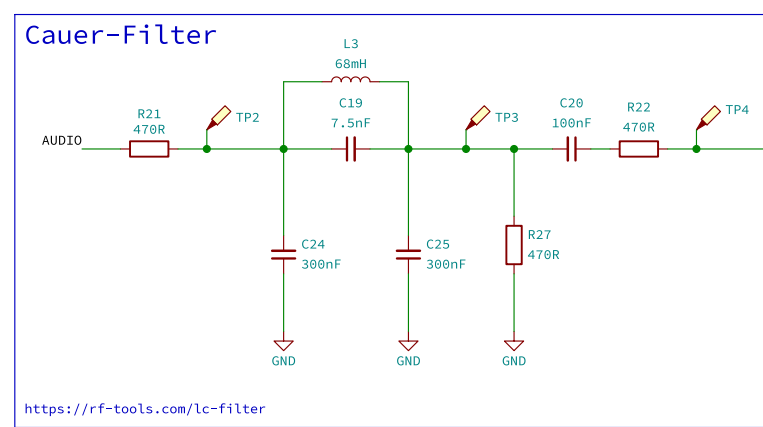 Cauer-Filter
L3
68mH
C19
7.5nF
R21
470R
TP2
TP3
C20
100nF
R22
470R
TP4
AUDIO
C24
300nF
C25
300nF
R27
470R
GND
GND
GND
https://rf-tools.com/lc-filter